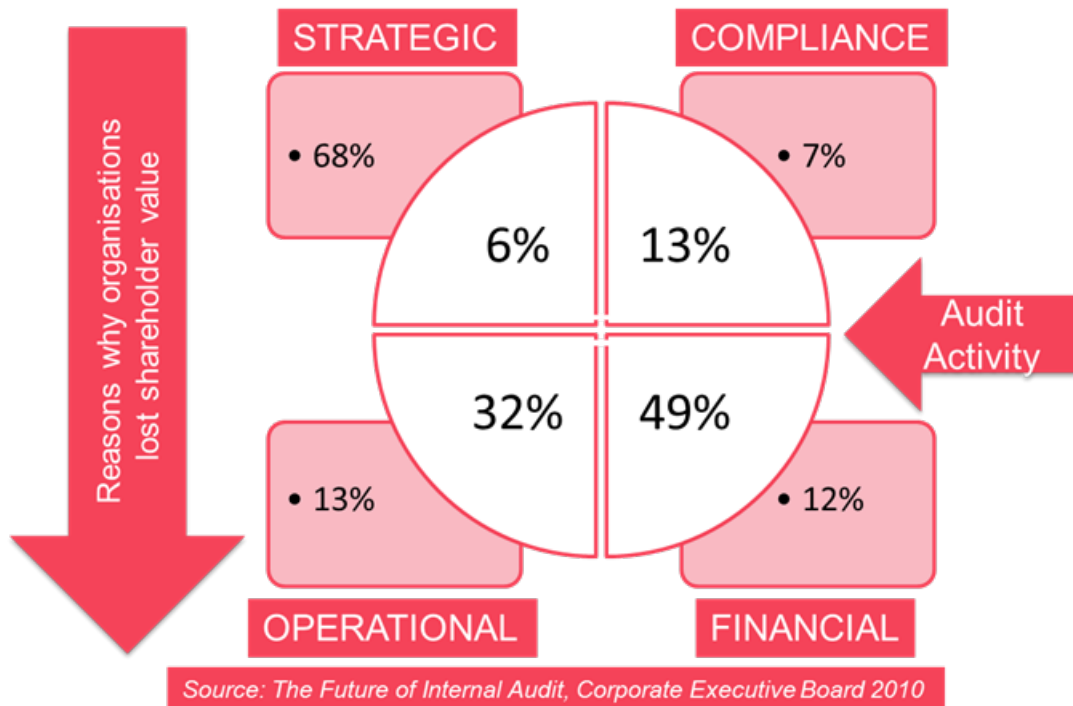 STRATEGIC
COMPLIANCE
Reasons why organisations
lost shareholder value
• 68%
• 7%
6%
13%
Audit
Activity
32%
49%
• 13%
• 12%
OPERATIONAL
FINANCIAL
Source: The Future of Internal Audit, Corporate Executive Board 2010